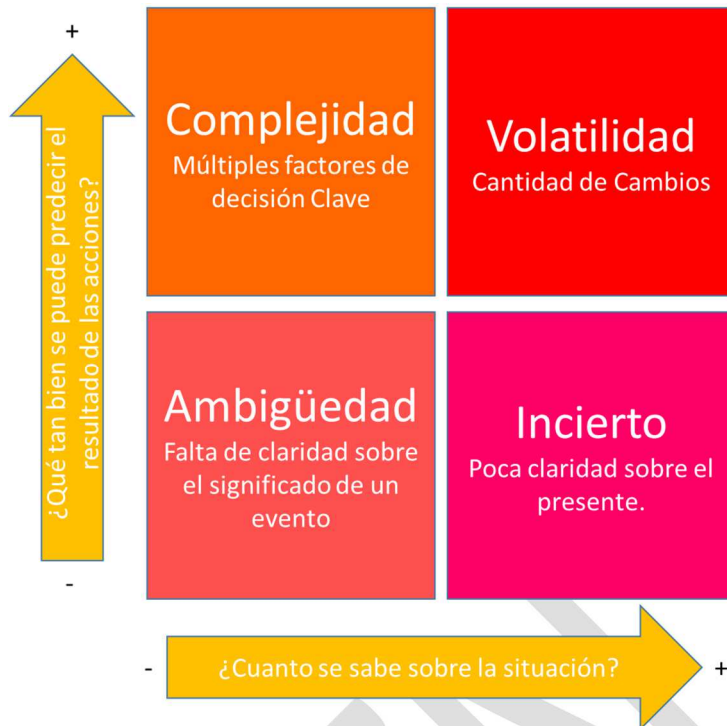 +
¿Qué tan bien se puede predecir el
resultado de las acciones?
-
Complejidad
Múltiples factores de
decisión Clave
Volatilidad
Cantidad de Cambios
Ambigüedad
Falta de claridad sobre
el significado de un
evento
Incierto
Poca claridad sobre el
presente.
-
¿Cuanto se sabe sobre la situación?
+